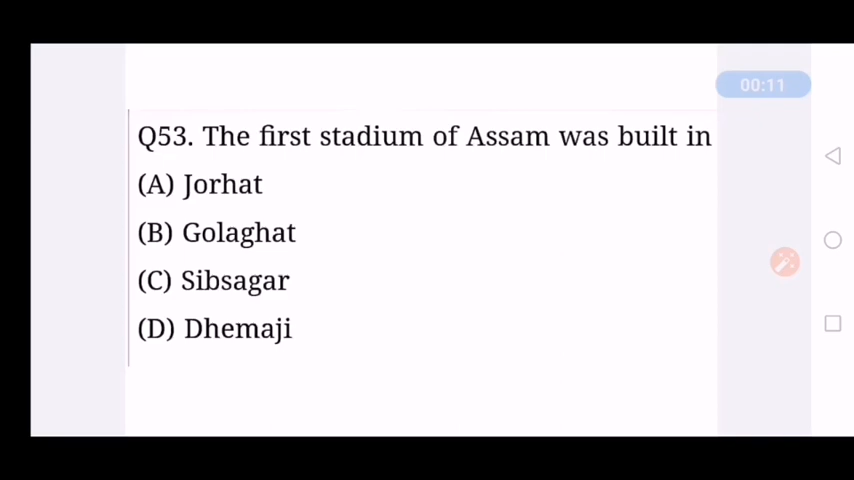 00:11
Q53. The first stadium of Assam was built in
(A) Jorhat
(B) Golaghat
(C) Sibsagar
(D) Dhemaji